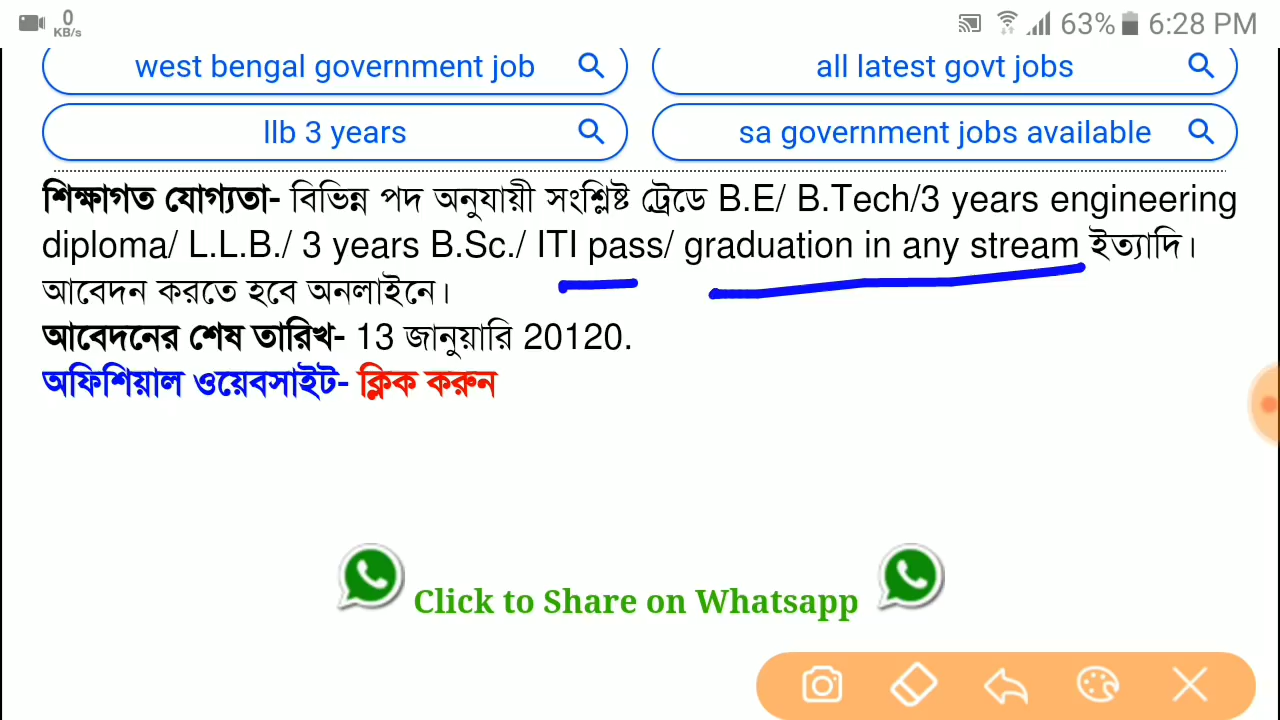 0 KB/s 63% 6:28 PM
west bengal government job all latest govt jobs
llb 3 years sa government jobs available
শিক্ষাগত যোগ্যতা- বিভিন্ন পদ অনুযায়ী সংশ্লিষ্ট ট্রেডে B.E/ B.Tech/3 years engineering
diploma/ L.L.B./ 3 years B.Sc./ ITI pass/ graduation in any stream ইত্যাদি।
আবেদন করতে হবে অনলাইনে।
আবেদনের শেষ তারিখ- 13 জানুয়ারি 20120.
অফিশিয়াল ওয়েবসাইট- ক্লিক করুন
Click to Share on Whatsapp